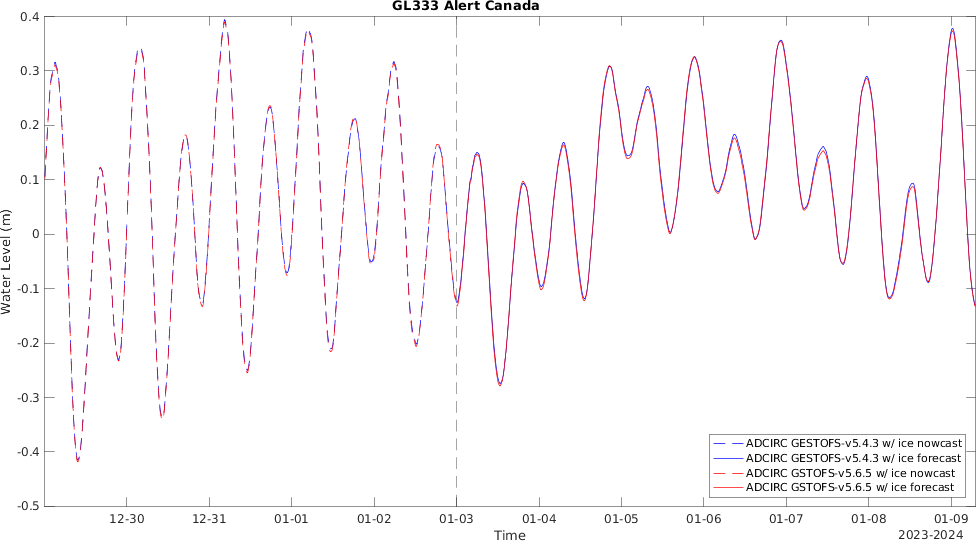 GL333 Alert Canada
0.4
0.3
0.2
0.1
0
-0.1
-0.2
-0.3
-0.4
-0.5
Water Level (m)
ADCIRC GESTOFS-v5.4.3 w/ ice nowcast
ADCIRC GESTOFS-v5.4.3 w/ ice forecast
ADCIRC GSTOFS-v5.6.5 w/ ice nowcast
ADCIRC GSTOFS-v5.6.5 w/ ice forecast
12-30 12-31 01-01 01-02 01-03 01-04 01-05 01-06 01-07 01-08 01-09
Time
2023-2024